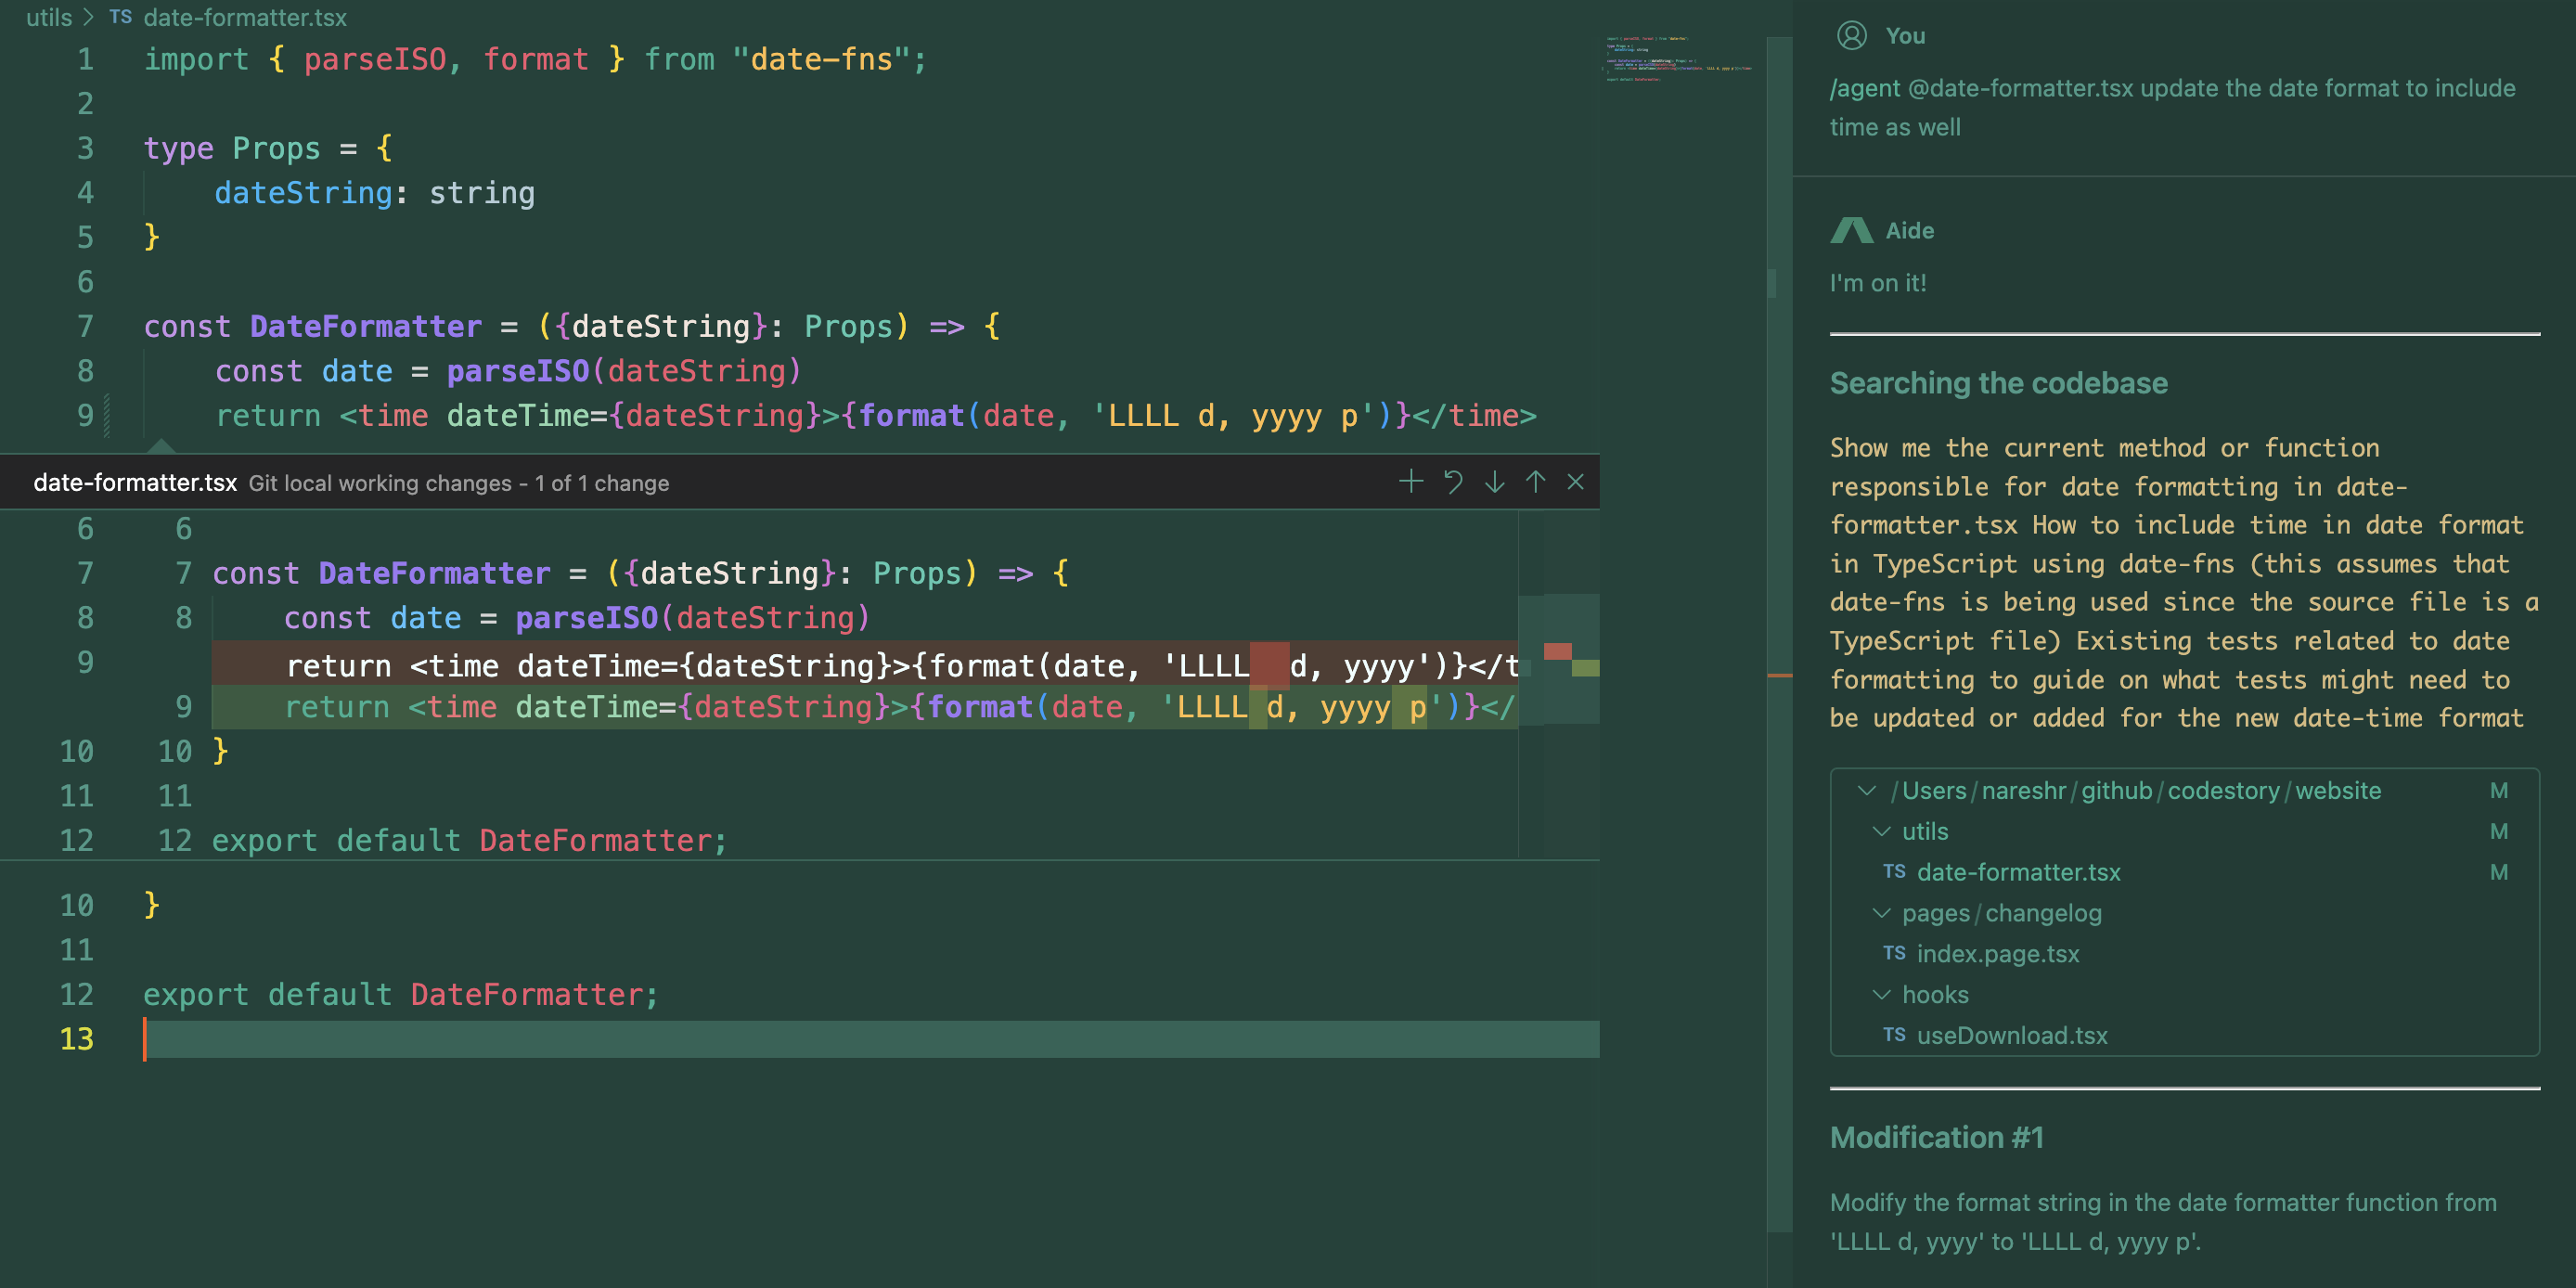 utils > TS date-formatter.tsx
1 import { parseISO, format } from "date-fns";
2
3 type Props = {
4 dateString: string
5 }
6
7 const DateFormatter = ({dateString}: Props) => {
8 const date = parseISO(dateString)
9 return <time dateTime={dateString}>{format(date, 'LLLL d, yyyy p')}</time>
date-formatter.tsx Git local working changes - 1 of 1 change
6 6
7 7 const DateFormatter = ({dateString}: Props) => {
8 8 const date = parseISO(dateString)
9 return <time dateTime={dateString}>{format(date, 'LLLL  d, yyyy')}</t
9 return <time dateTime={dateString}>{format(date, 'LLLL d, yyyy p')}</
10 10 }
11 11
12 12 export default DateFormatter;
10 }
11
12 export default DateFormatter;
13
You
/agent @date-formatter.tsx update the date format to include
time as well
Aide
I'm on it!
Searching the codebase
Show me the current method or function
responsible for date formatting in date-
formatter.tsx How to include time in date format
in TypeScript using date-fns (this assumes that
date-fns is being used since the source file is a
TypeScript file) Existing tests related to date
formatting to guide on what tests might need to
be updated or added for the new date-time format
/Users/nareshr/github/codestory/website M
utils M
TS date-formatter.tsx M
pages/changelog
TS index.page.tsx
hooks
TS useDownload.tsx
Modification #1
Modify the format string in the date formatter function from
'LLLL d, yyyy' to 'LLLL d, yyyy p'.